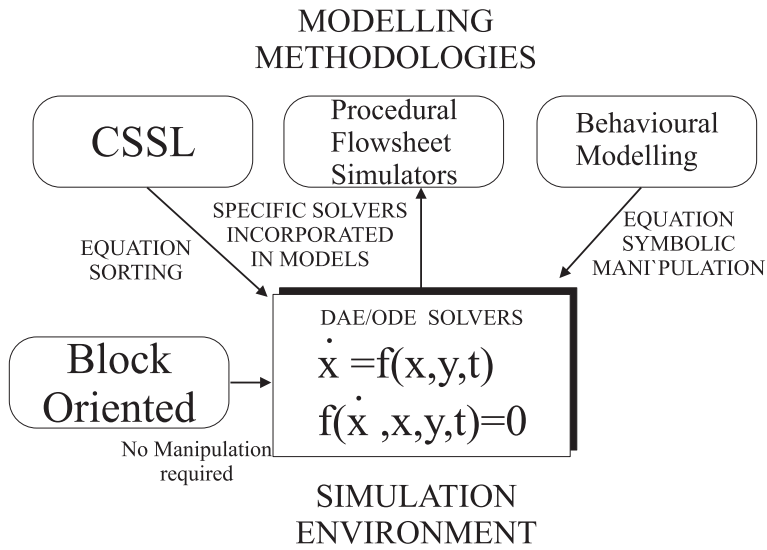 MODELLING
METHODOLOGIES
CSSL
Procedural
Flowsheet
Simulators
Behavioural
Modelling
EQUATION
SORTING
SPECIFIC SOLVERS
INCORPORATED
IN MODELS
EQUATION
SYMBOLIC
MANI`PULATION
Block
Oriented
No Manipulation
required
DAE/ODE SOLVERS
ẋ =f(x,y,t)
f(ẋ ,x,y,t)=0
SIMULATION
ENVIRONMENT